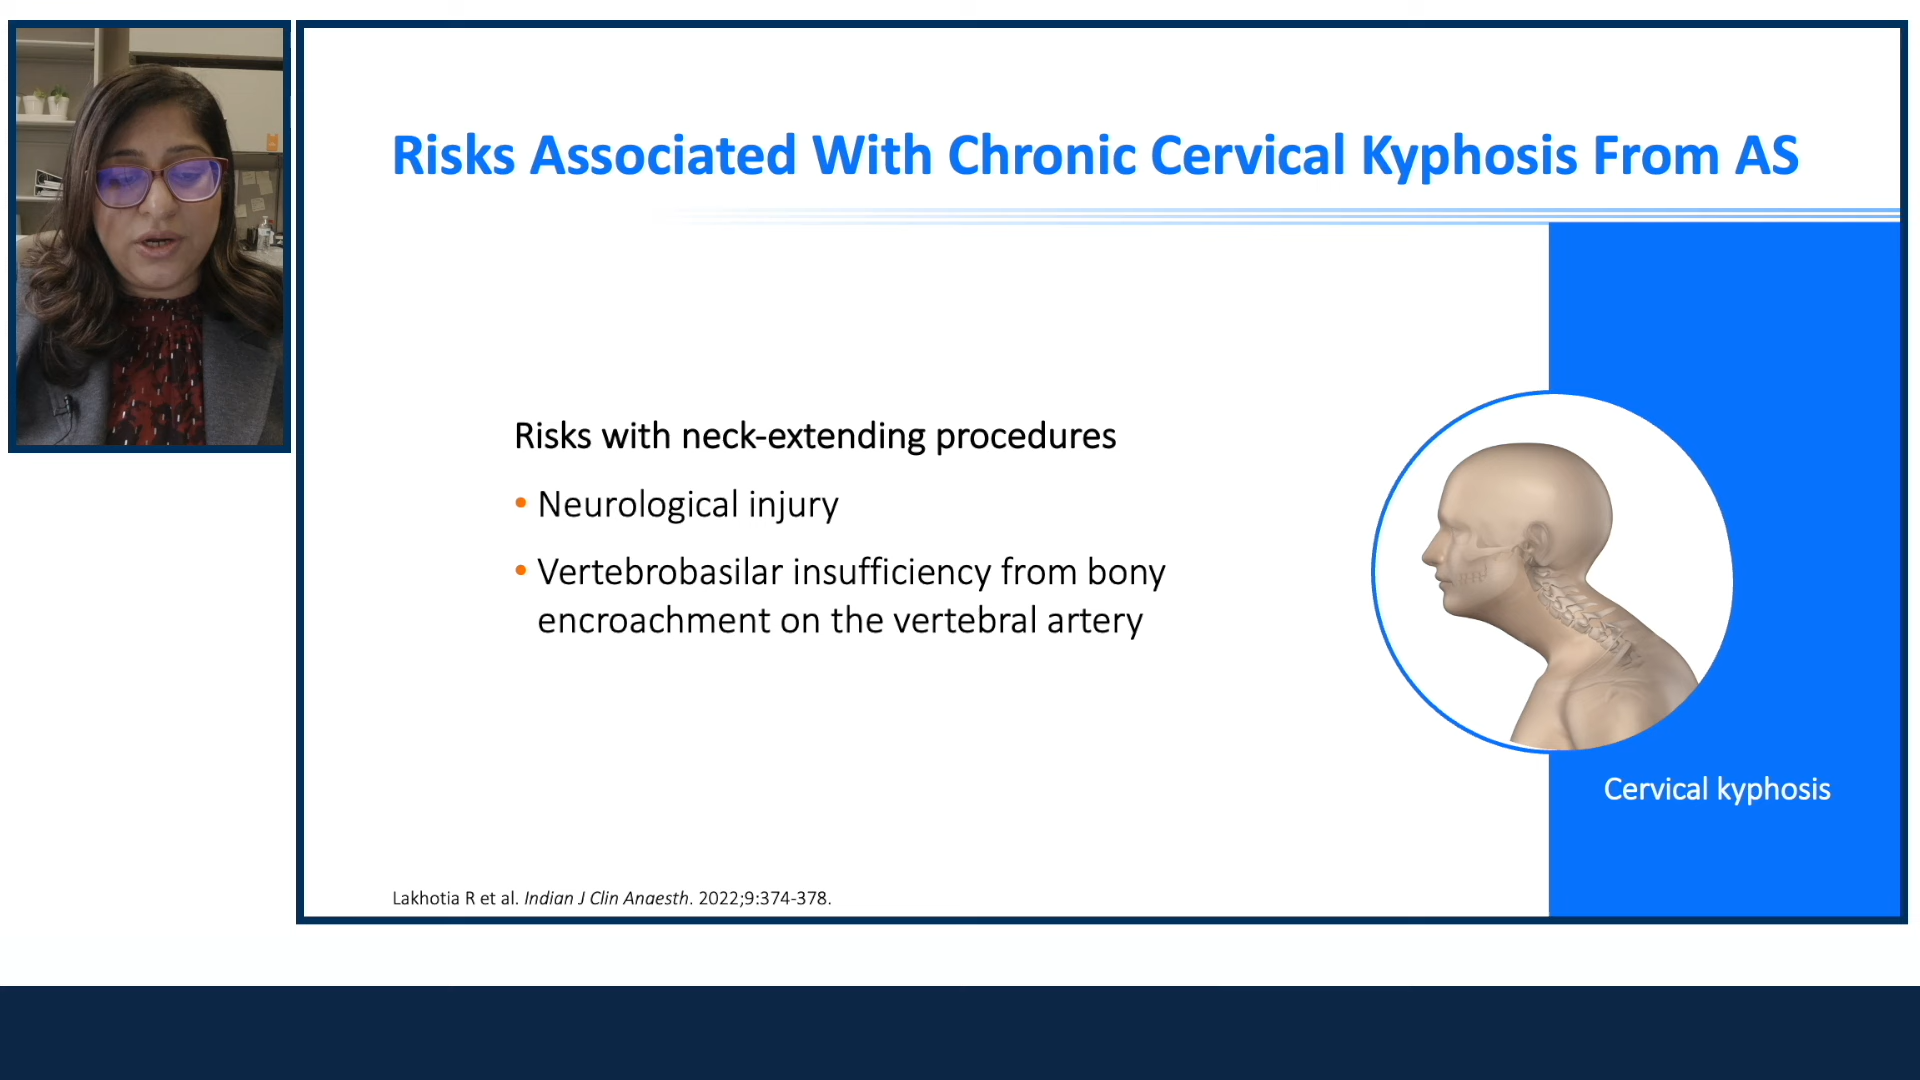 Risks Associated With Chronic Cervical Kyphosis From AS
Risks with neck-extending procedures
• Neurological injury
• Vertebrobasilar insufficiency from bony
encroachment on the vertebral artery
Cervical kyphosis
Lakhotia R et al. Indian J Clin Anaesth. 2022;9:374-378.